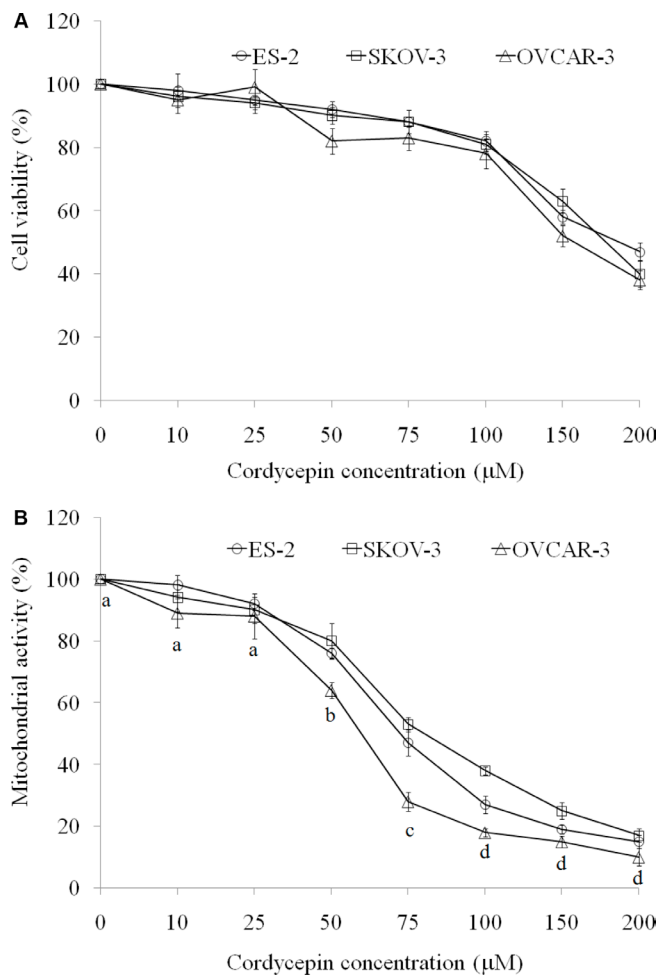 A
120
100
80
60
40
20
0
ES-2 SKOV-3 OVCAR-3
Cell viability (%)
0 10 25 50 75 100 150 200
Cordycepin concentration (µM)
B
120
100
80
60
40
20
0
ES-2 SKOV-3 OVCAR-3
Mitochondrial activity (%)
a a a b c d d d
0 10 25 50 75 100 150 200
Cordycepin concentration (µM)